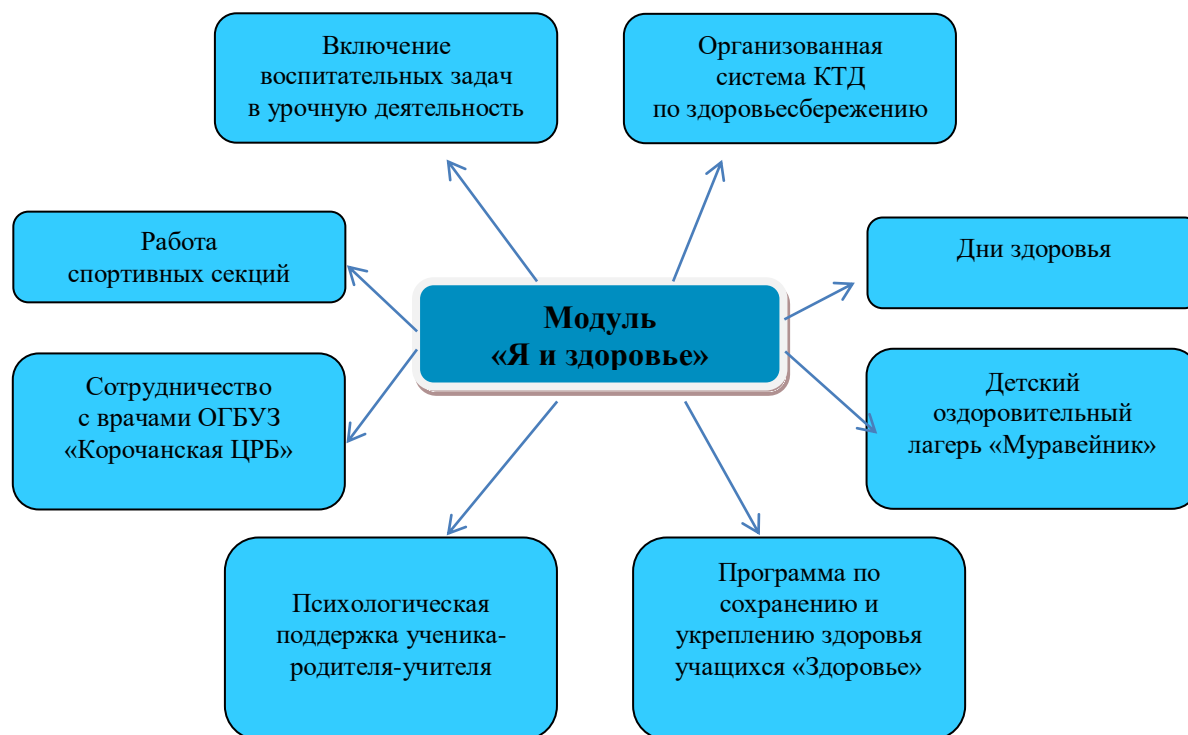 Включение
воспитательных задач
в урочную деятельность
Организованная
система КТД
по здоровьесбережению
Работа
спортивных секций
Дни здоровья
Модуль
«Я и здоровье»
Сотрудничество
с врачами ОГБУЗ
«Корочанская ЦРБ»
Детский
оздоровительный
лагерь «Муравейник»
Психологическая
поддержка ученика-
родителя-учителя
Программа по
сохранению и
укреплению здоровья
учащихся «Здоровье»